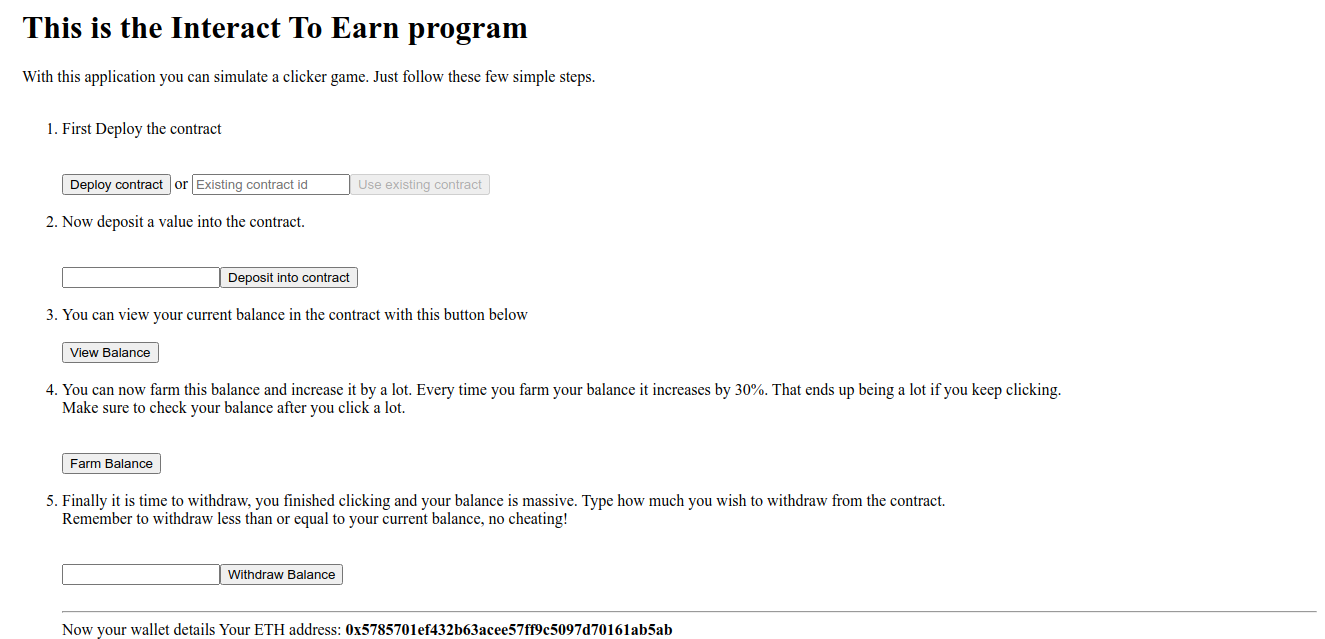 This is the Interact To Earn program
With this application you can simulate a clicker game. Just follow these few simple steps.
1. First Deploy the contract
Deploy contract or Existing contract id Use existing contract
2. Now deposit a value into the contract.
Deposit into contract
3. You can view your current balance in the contract with this button below
View Balance
4. You can now farm this balance and increase it by a lot. Every time you farm your balance it increases by 30%. That ends up being a lot if you keep clicking.
Make sure to check your balance after you click a lot.
Farm Balance
5. Finally it is time to withdraw, you finished clicking and your balance is massive. Type how much you wish to withdraw from the contract.
Remember to withdraw less than or equal to your current balance, no cheating!
Withdraw Balance
Now your wallet details Your ETH address: 0x5785701ef432b63acee57ff9c5097d70161ab5ab